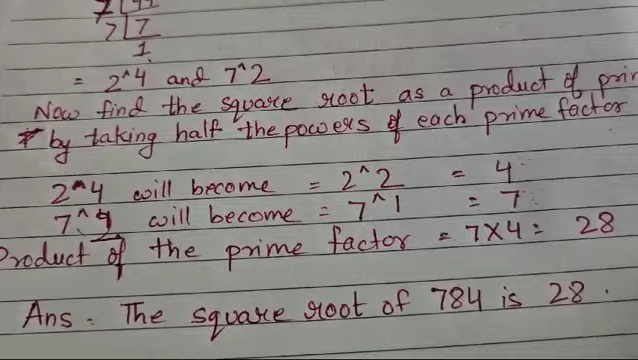 7 | 7
1
= 2^4 and 7^2
Now find the square root as a product of
by taking half the powers of each prime factor
2^4 will become = 2^2 = 4
7^2 will become = 7^1 = 7
Product of the prime factor = 7×4 = 28
Ans. The square root of 784 is 28.